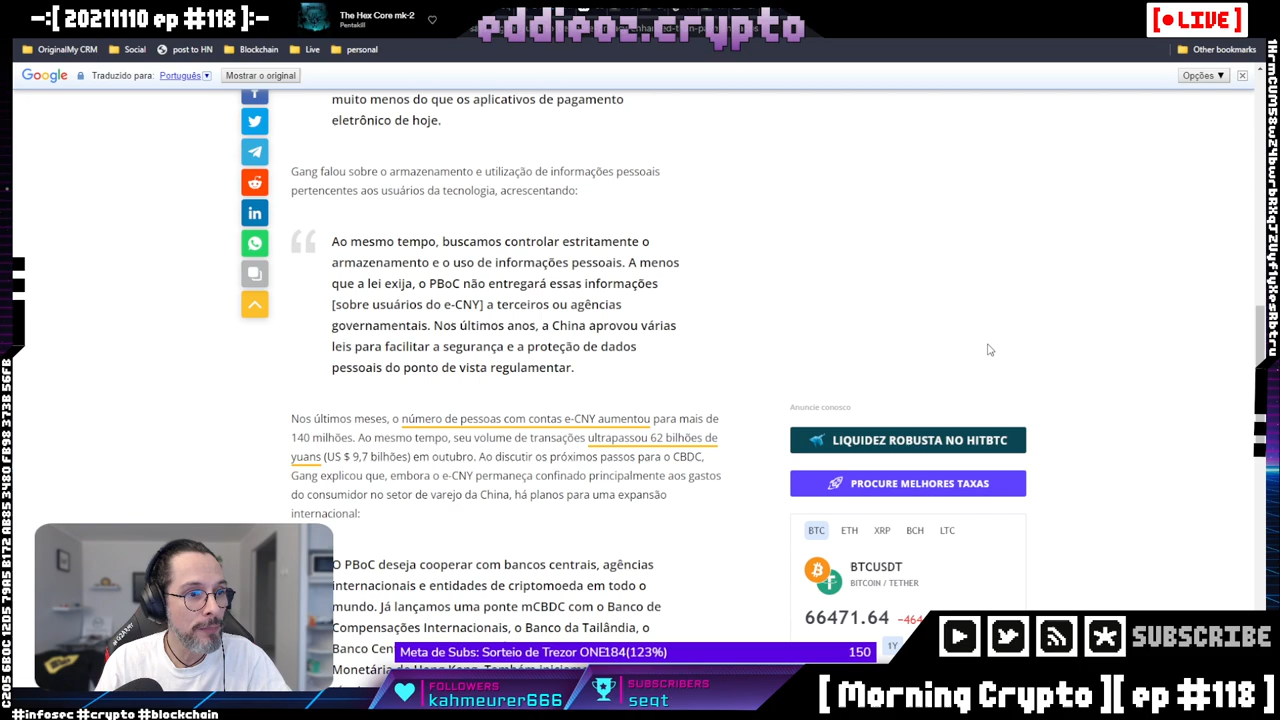 -:[ 20211110 ep #118 ]:-
The Hex Core mk-2
Pentakill
eddieoz.crypto
[ ● LIVE ]
OriginalMy CRM
Social
post to HN
Blockchain
Live
personal
Other bookmarks
Google
Traduzido para: Português
Mostrar o original
Opções ▼
muito menos do que os aplicativos de pagamento
eletrônico de hoje.
Gang falou sobre o armazenamento e utilização de informações pessoais
pertencentes aos usuários da tecnologia, acrescentando:
Ao mesmo tempo, buscamos controlar estritamente o
armazenamento e o uso de informações pessoais. A menos
que a lei exija, o PBoC não entregará essas informações
[sobre usuários do e-CNY] a terceiros ou agências
governamentais. Nos últimos anos, a China aprovou várias
leis para facilitar a segurança e a proteção de dados
pessoais do ponto de vista regulamentar.
Nos últimos meses, o número de pessoas com contas e-CNY aumentou para mais de
140 milhões. Ao mesmo tempo, seu volume de transações ultrapassou 62 bilhões de
yuans (US $ 9,7 bilhões) em outubro. Ao discutir os próximos passos para o CBDC,
Gang explicou que, embora o e-CNY permaneça confinado principalmente aos gastos
do consumidor no setor de varejo da China, há planos para uma expansão
internacional:
O PBoC deseja cooperar com bancos centrais, agências
internacionais e entidades de criptomoeda em todo o
mundo. Já lançamos uma ponte mCBDC com o Banco de
Compensações Internacionais, o Banco da Tailândia, o
Anuncie conosco
LIQUIDEZ ROBUSTA NO HITBTC
PROCURE MELHORES TAXAS
BTC ETH XRP BCH LTC
BTCUSDT
BITCOIN / TETHER
66471.64 -464
1Y
Meta de Subs: Sorteio de Trezor ONE184(123%) 150
FOLLOWERS
kahmeurer666
SUBSCRIBERS
seqt
SUBSCRIBE
[ Morning Crypto ][ ep #118 ]
#infosec #crypto #blockchain